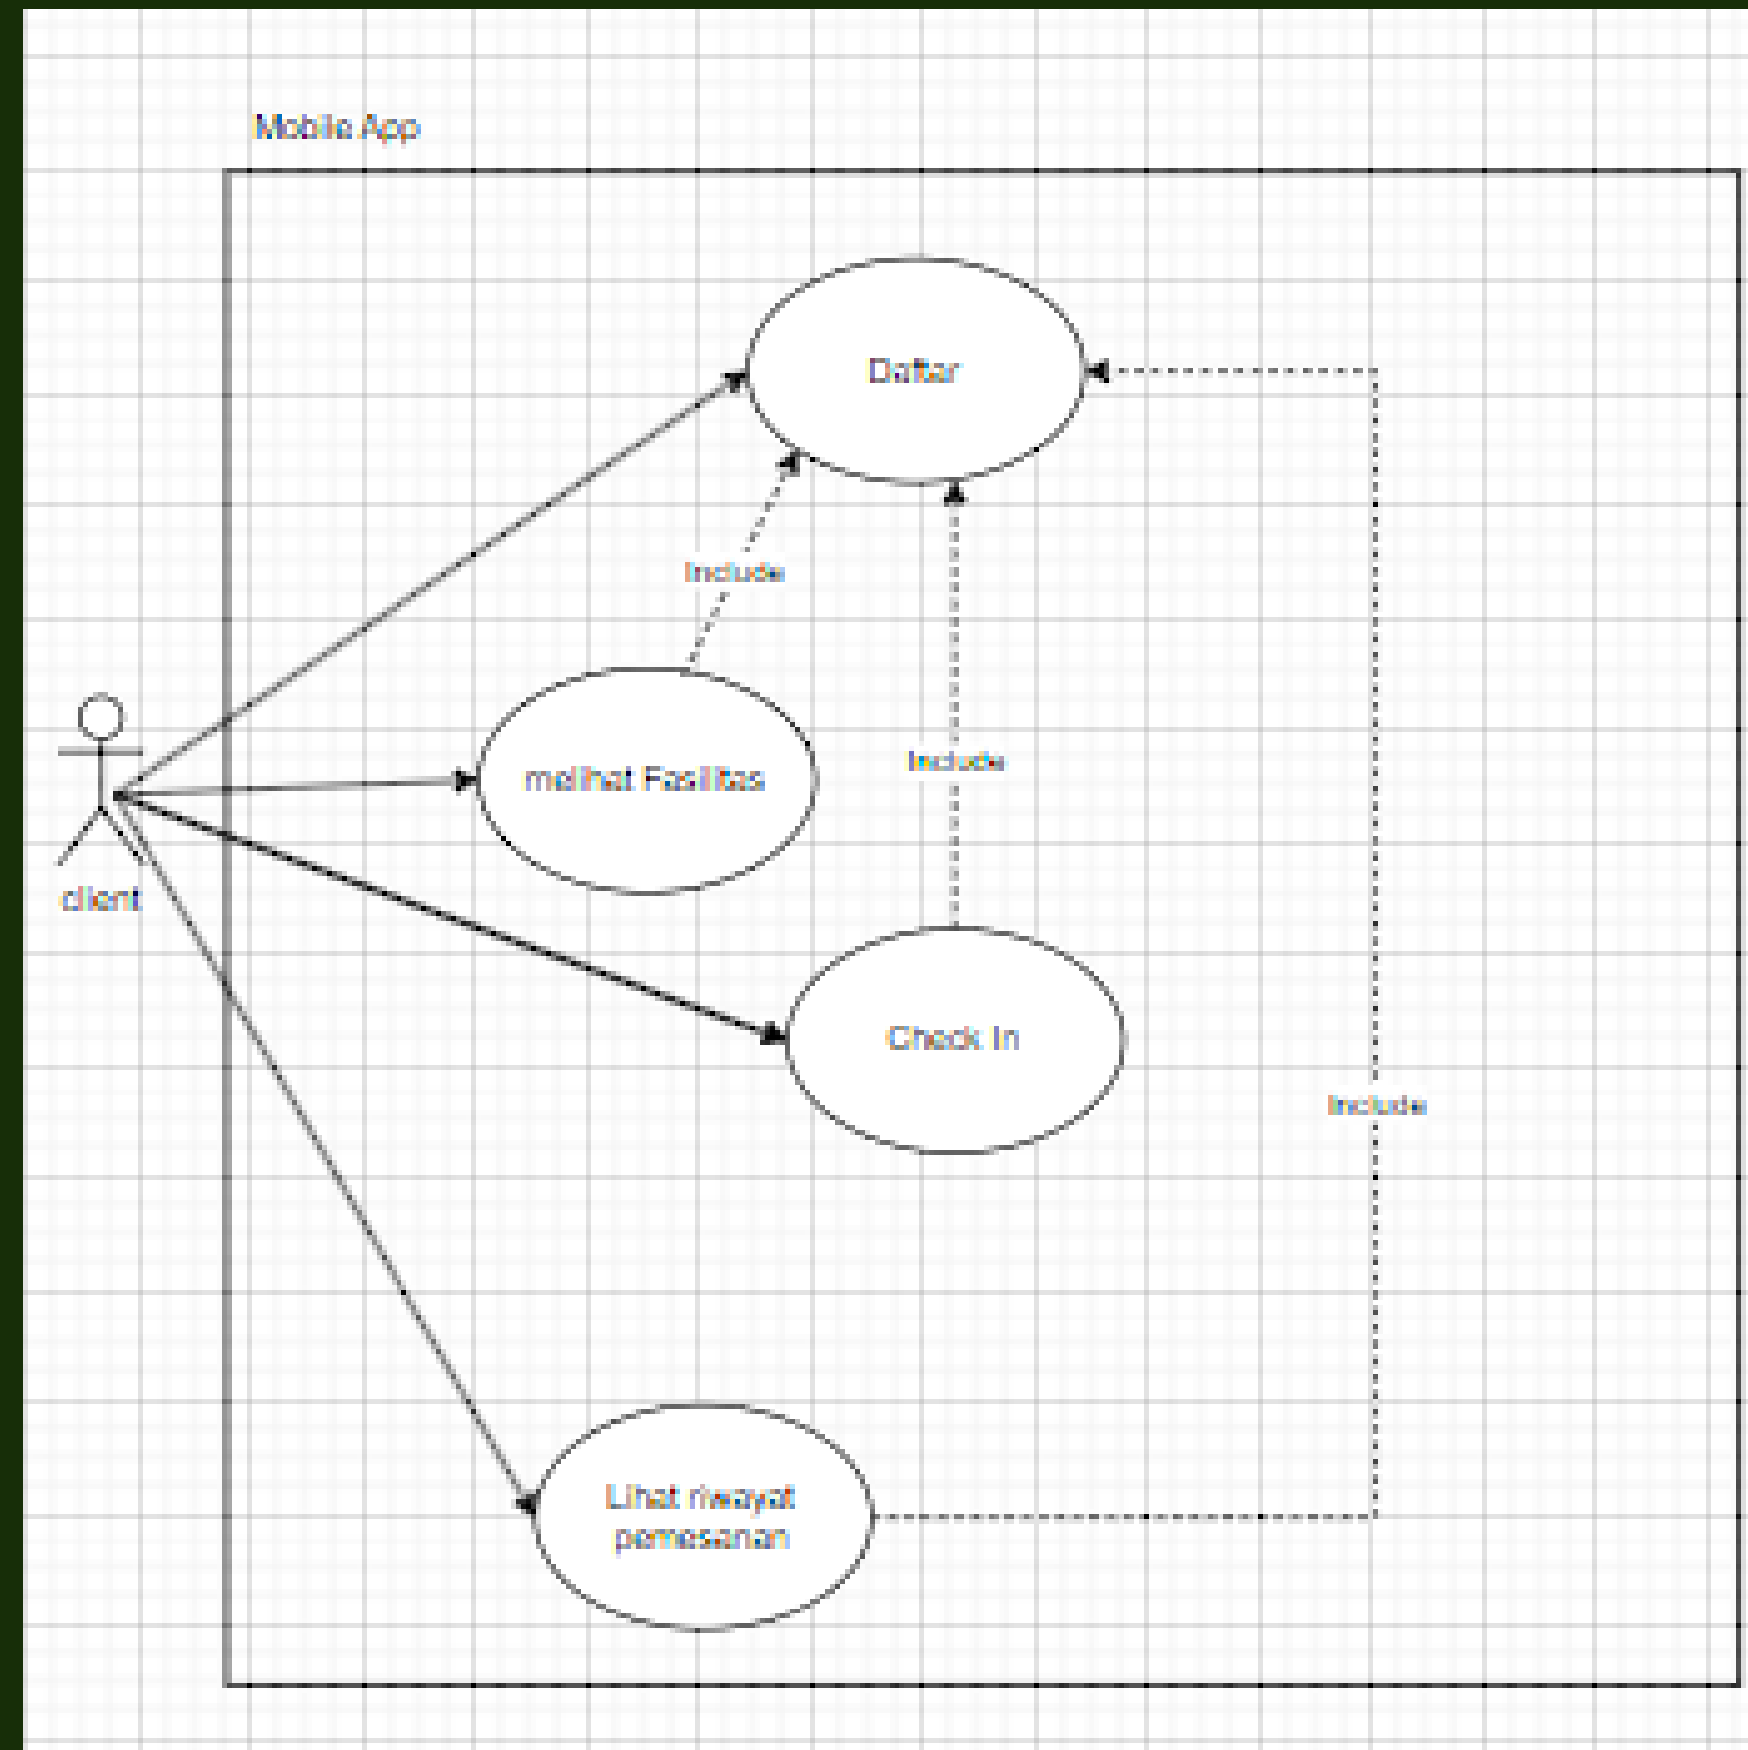 Mobile App
Daftar
Include
melihat Fasilitas
Include
client
Check In
Include
Lihat riwayat
pemesanan